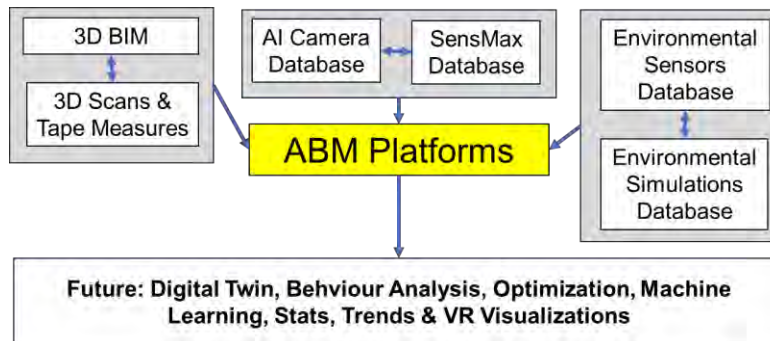 3D BIM
3D Scans &
Tape Measures
AI Camera
Database
SensMax
Database
Environmental
Sensors
Database
Environmental
Simulations
Database
ABM Platforms
Future: Digital Twin, Behviour Analysis, Optimization, Machine
Learning, Stats, Trends & VR Visualizations